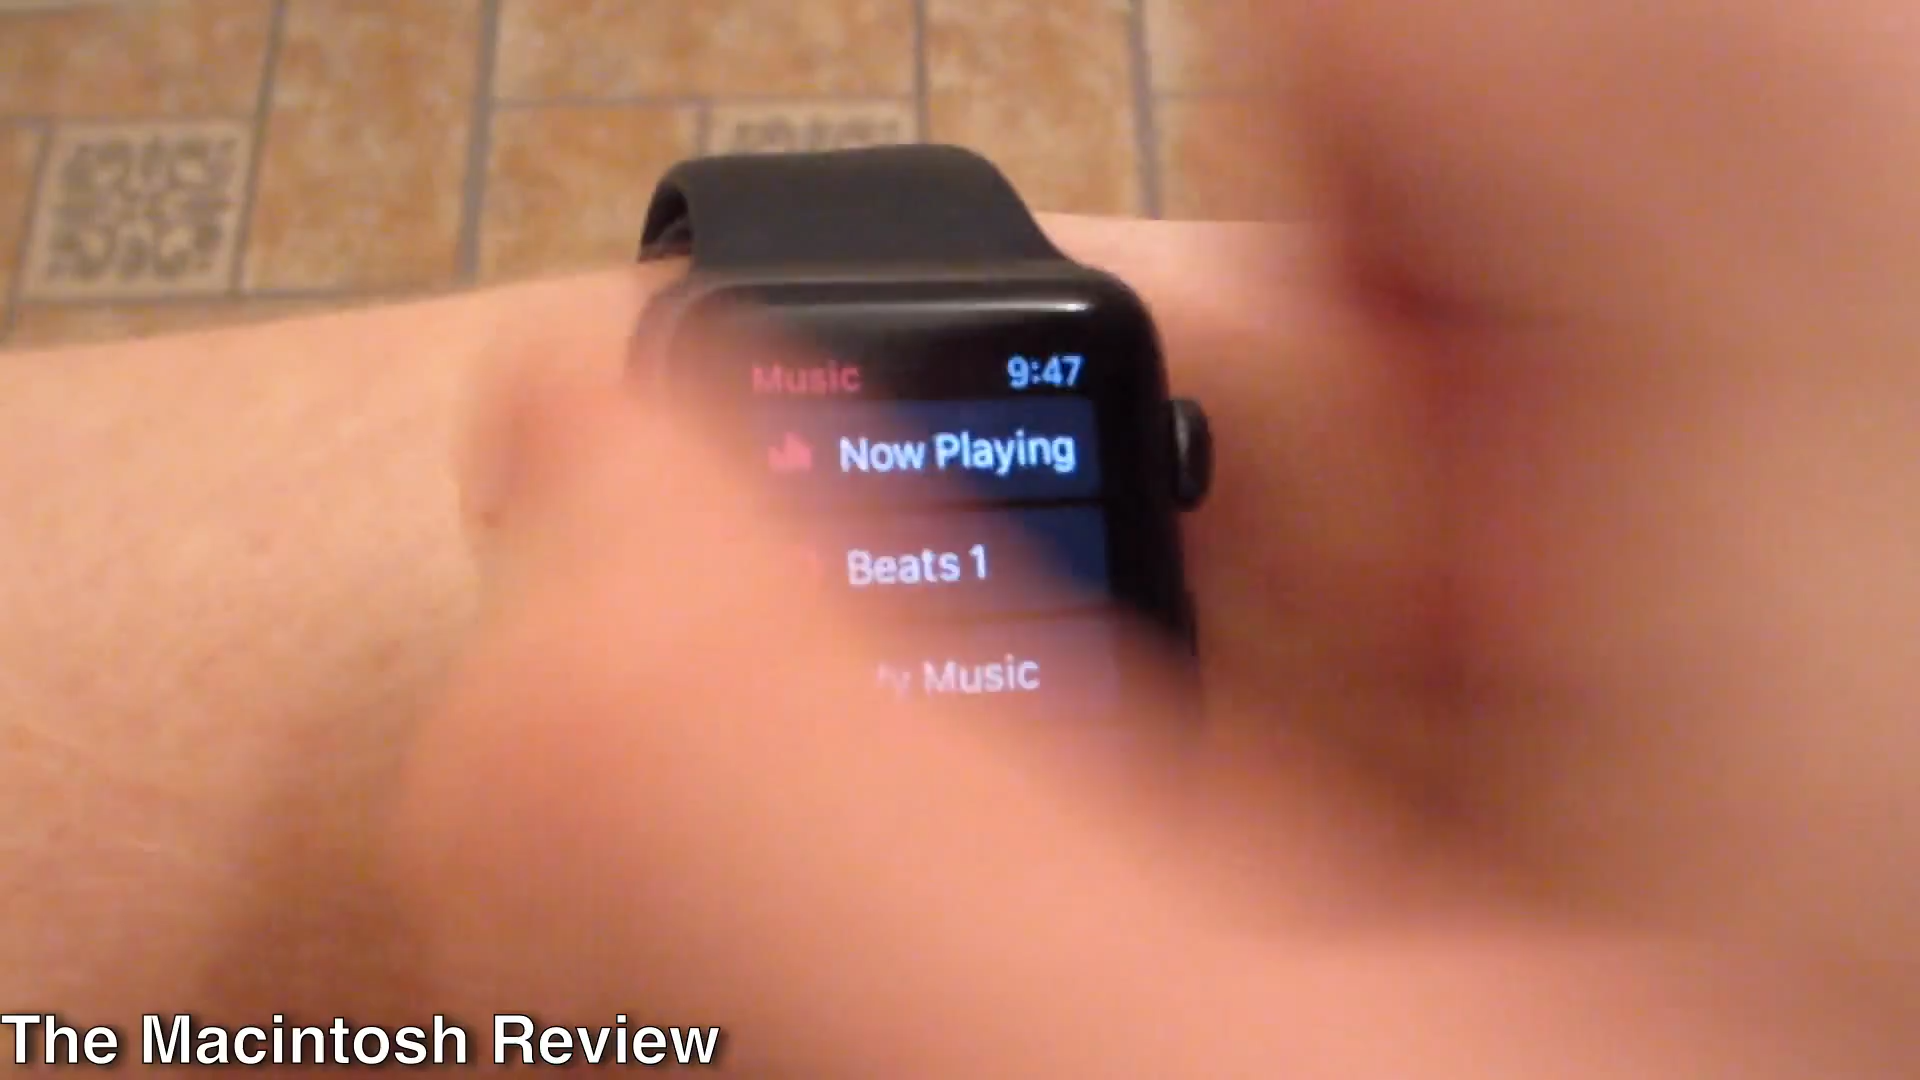 Music 9:47
Now Playing
Beats 1
Music
The Macintosh Review